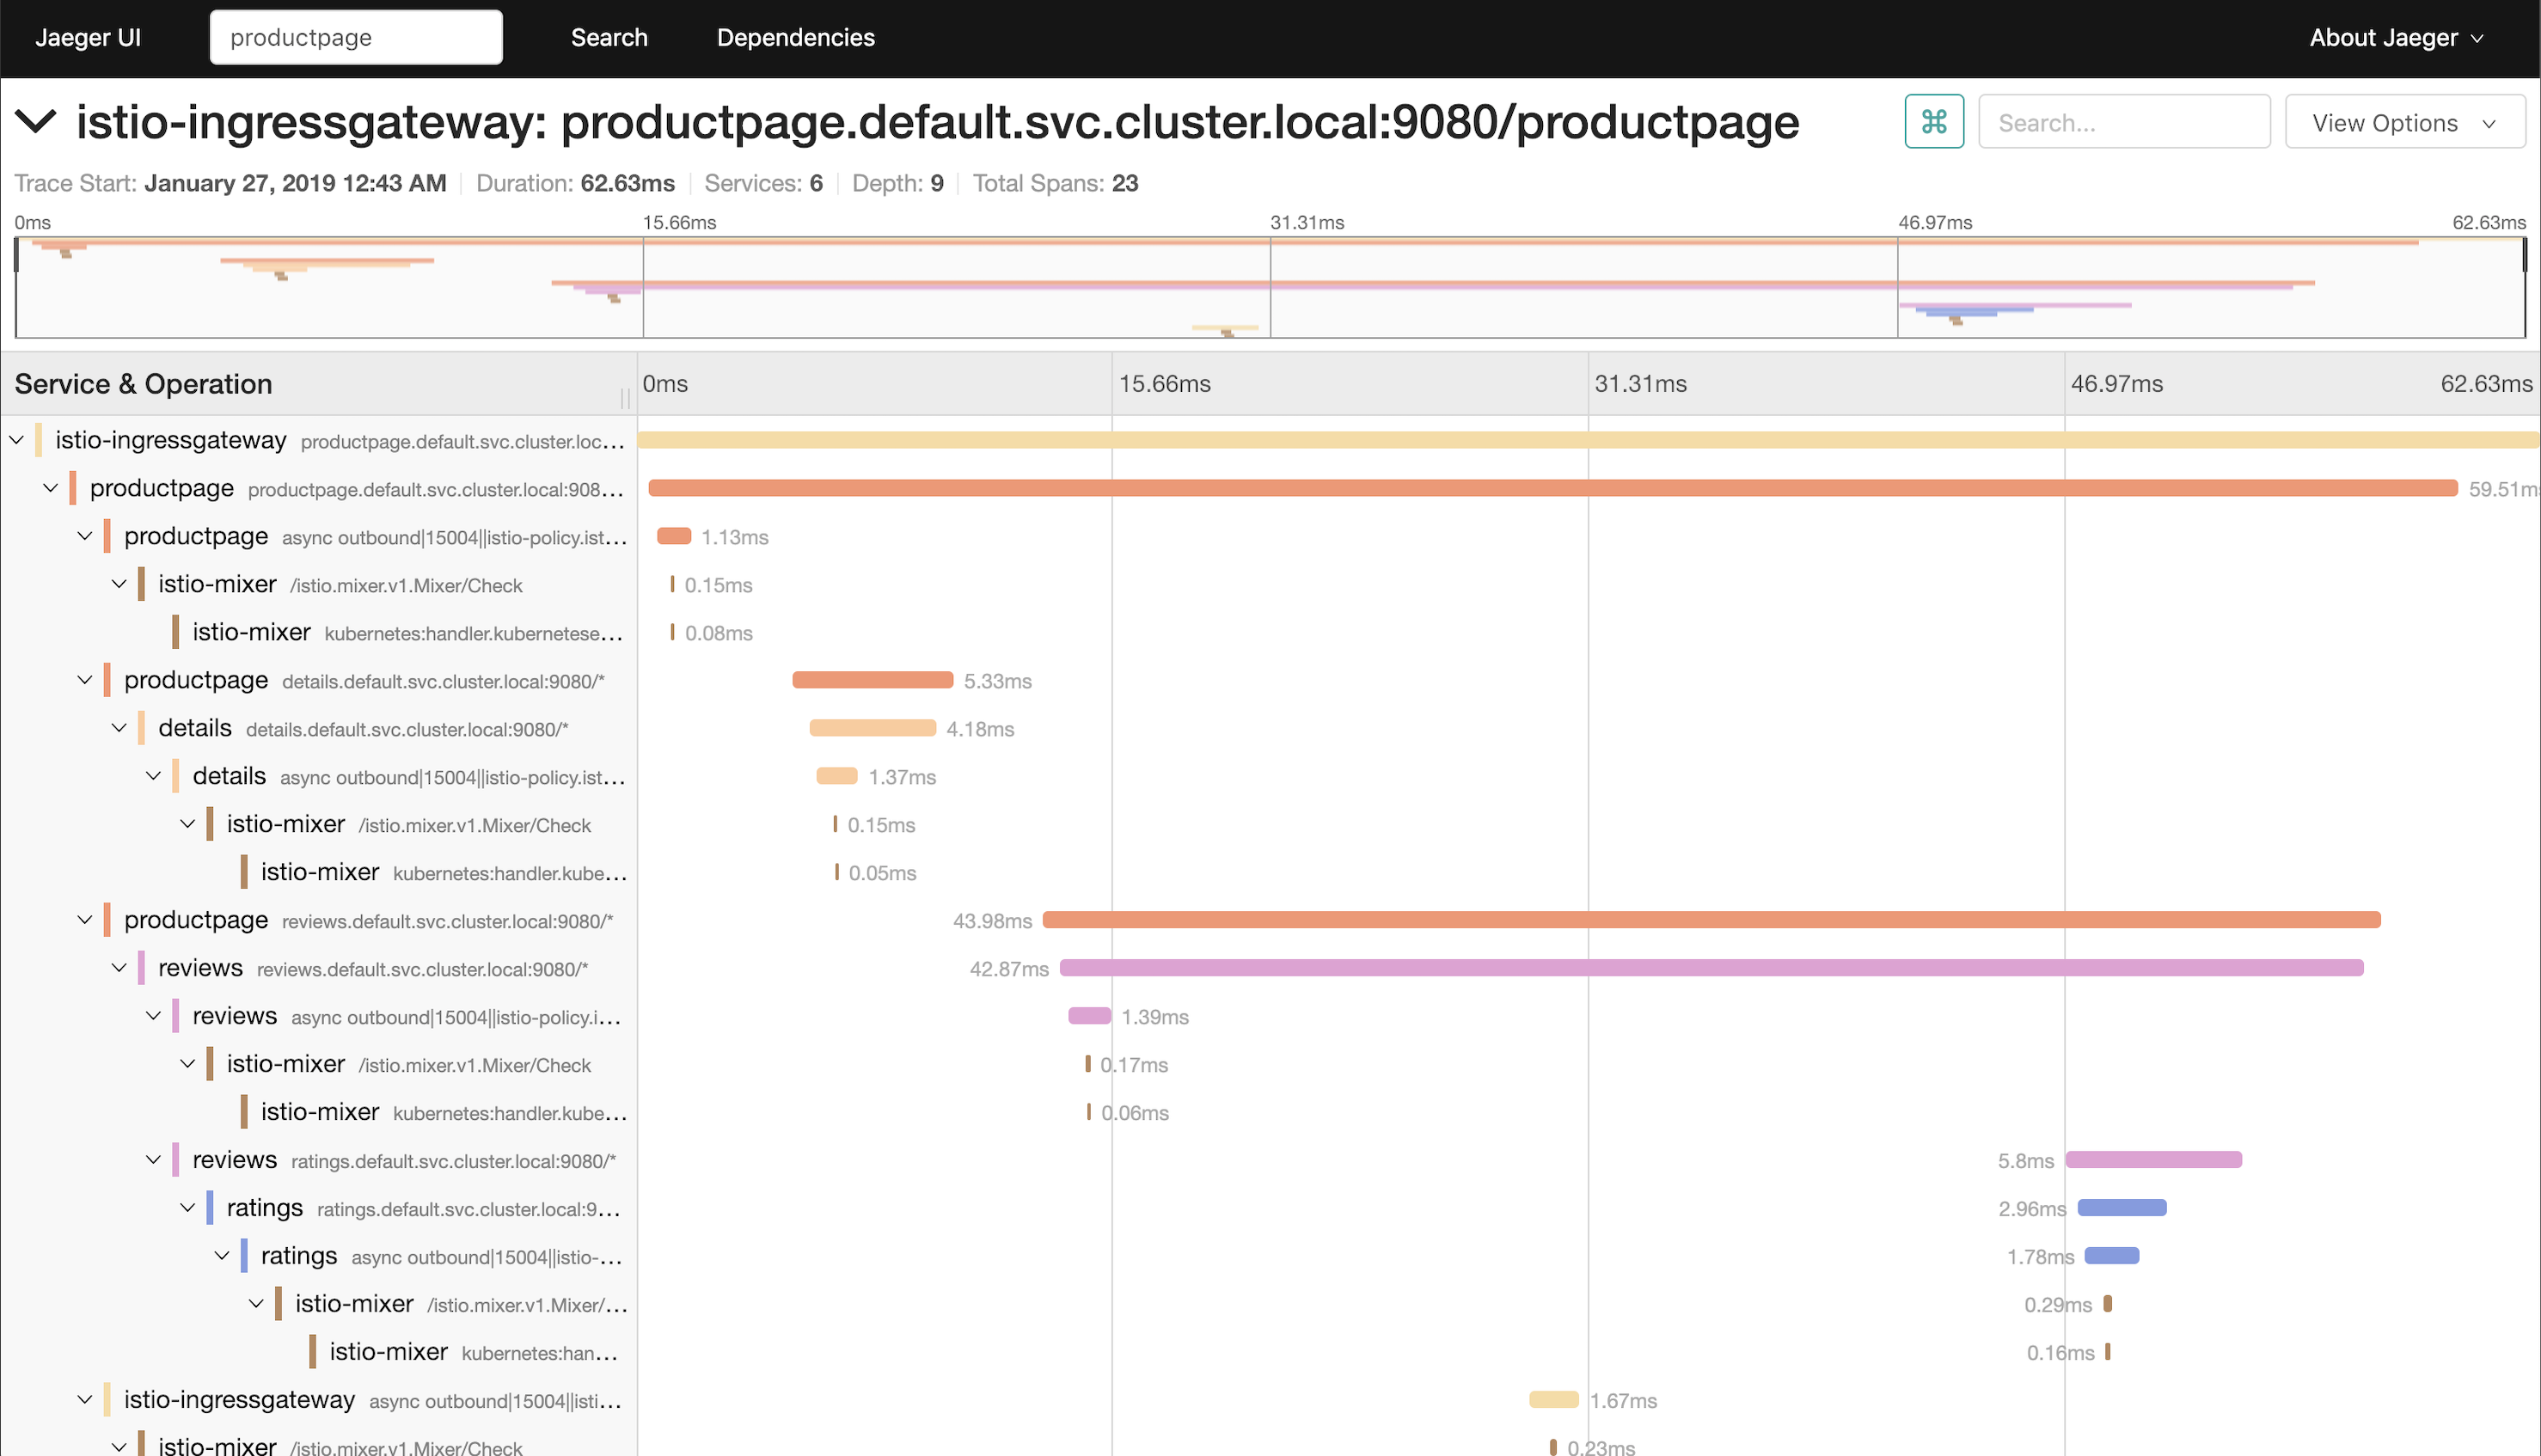 Jaeger UI productpage Search Dependencies About Jaeger
istio-ingressgateway: productpage.default.svc.cluster.local:9080/productpage ⌘ Search... View Options
Trace Start: January 27, 2019 12:43 AM Duration: 62.63ms Services: 6 Depth: 9 Total Spans: 23
0ms 15.66ms 31.31ms 46.97ms 62.63ms
Service & Operation 0ms 15.66ms 31.31ms 46.97ms 62.63ms
istio-ingressgateway productpage.default.svc.cluster.loc...
productpage productpage.default.svc.cluster.local:908... 59.51ms
productpage async outbound|15004||istio-policy.ist... 1.13ms
istio-mixer /istio.mixer.v1.Mixer/Check 0.15ms
istio-mixer kubernetes:handler.kubernetese... 0.08ms
productpage details.default.svc.cluster.local:9080/* 5.33ms
details details.default.svc.cluster.local:9080/* 4.18ms
details async outbound|15004||istio-policy.ist... 1.37ms
istio-mixer /istio.mixer.v1.Mixer/Check 0.15ms
istio-mixer kubernetes:handler.kube... 0.05ms
productpage reviews.default.svc.cluster.local:9080/* 43.98ms
reviews reviews.default.svc.cluster.local:9080/* 42.87ms
reviews async outbound|15004||istio-policy.i... 1.39ms
istio-mixer /istio.mixer.v1.Mixer/Check 0.17ms
istio-mixer kubernetes:handler.kube... 0.06ms
reviews ratings.default.svc.cluster.local:9080/* 5.8ms
ratings ratings.default.svc.cluster.local:9... 2.96ms
ratings async outbound|15004||istio-... 1.78ms
istio-mixer /istio.mixer.v1.Mixer/... 0.29ms
istio-mixer kubernetes:han... 0.16ms
istio-ingressgateway async outbound|15004||isti... 1.67ms
istio-mixer /istio.mixer.v1.Mixer/Check 0.23ms